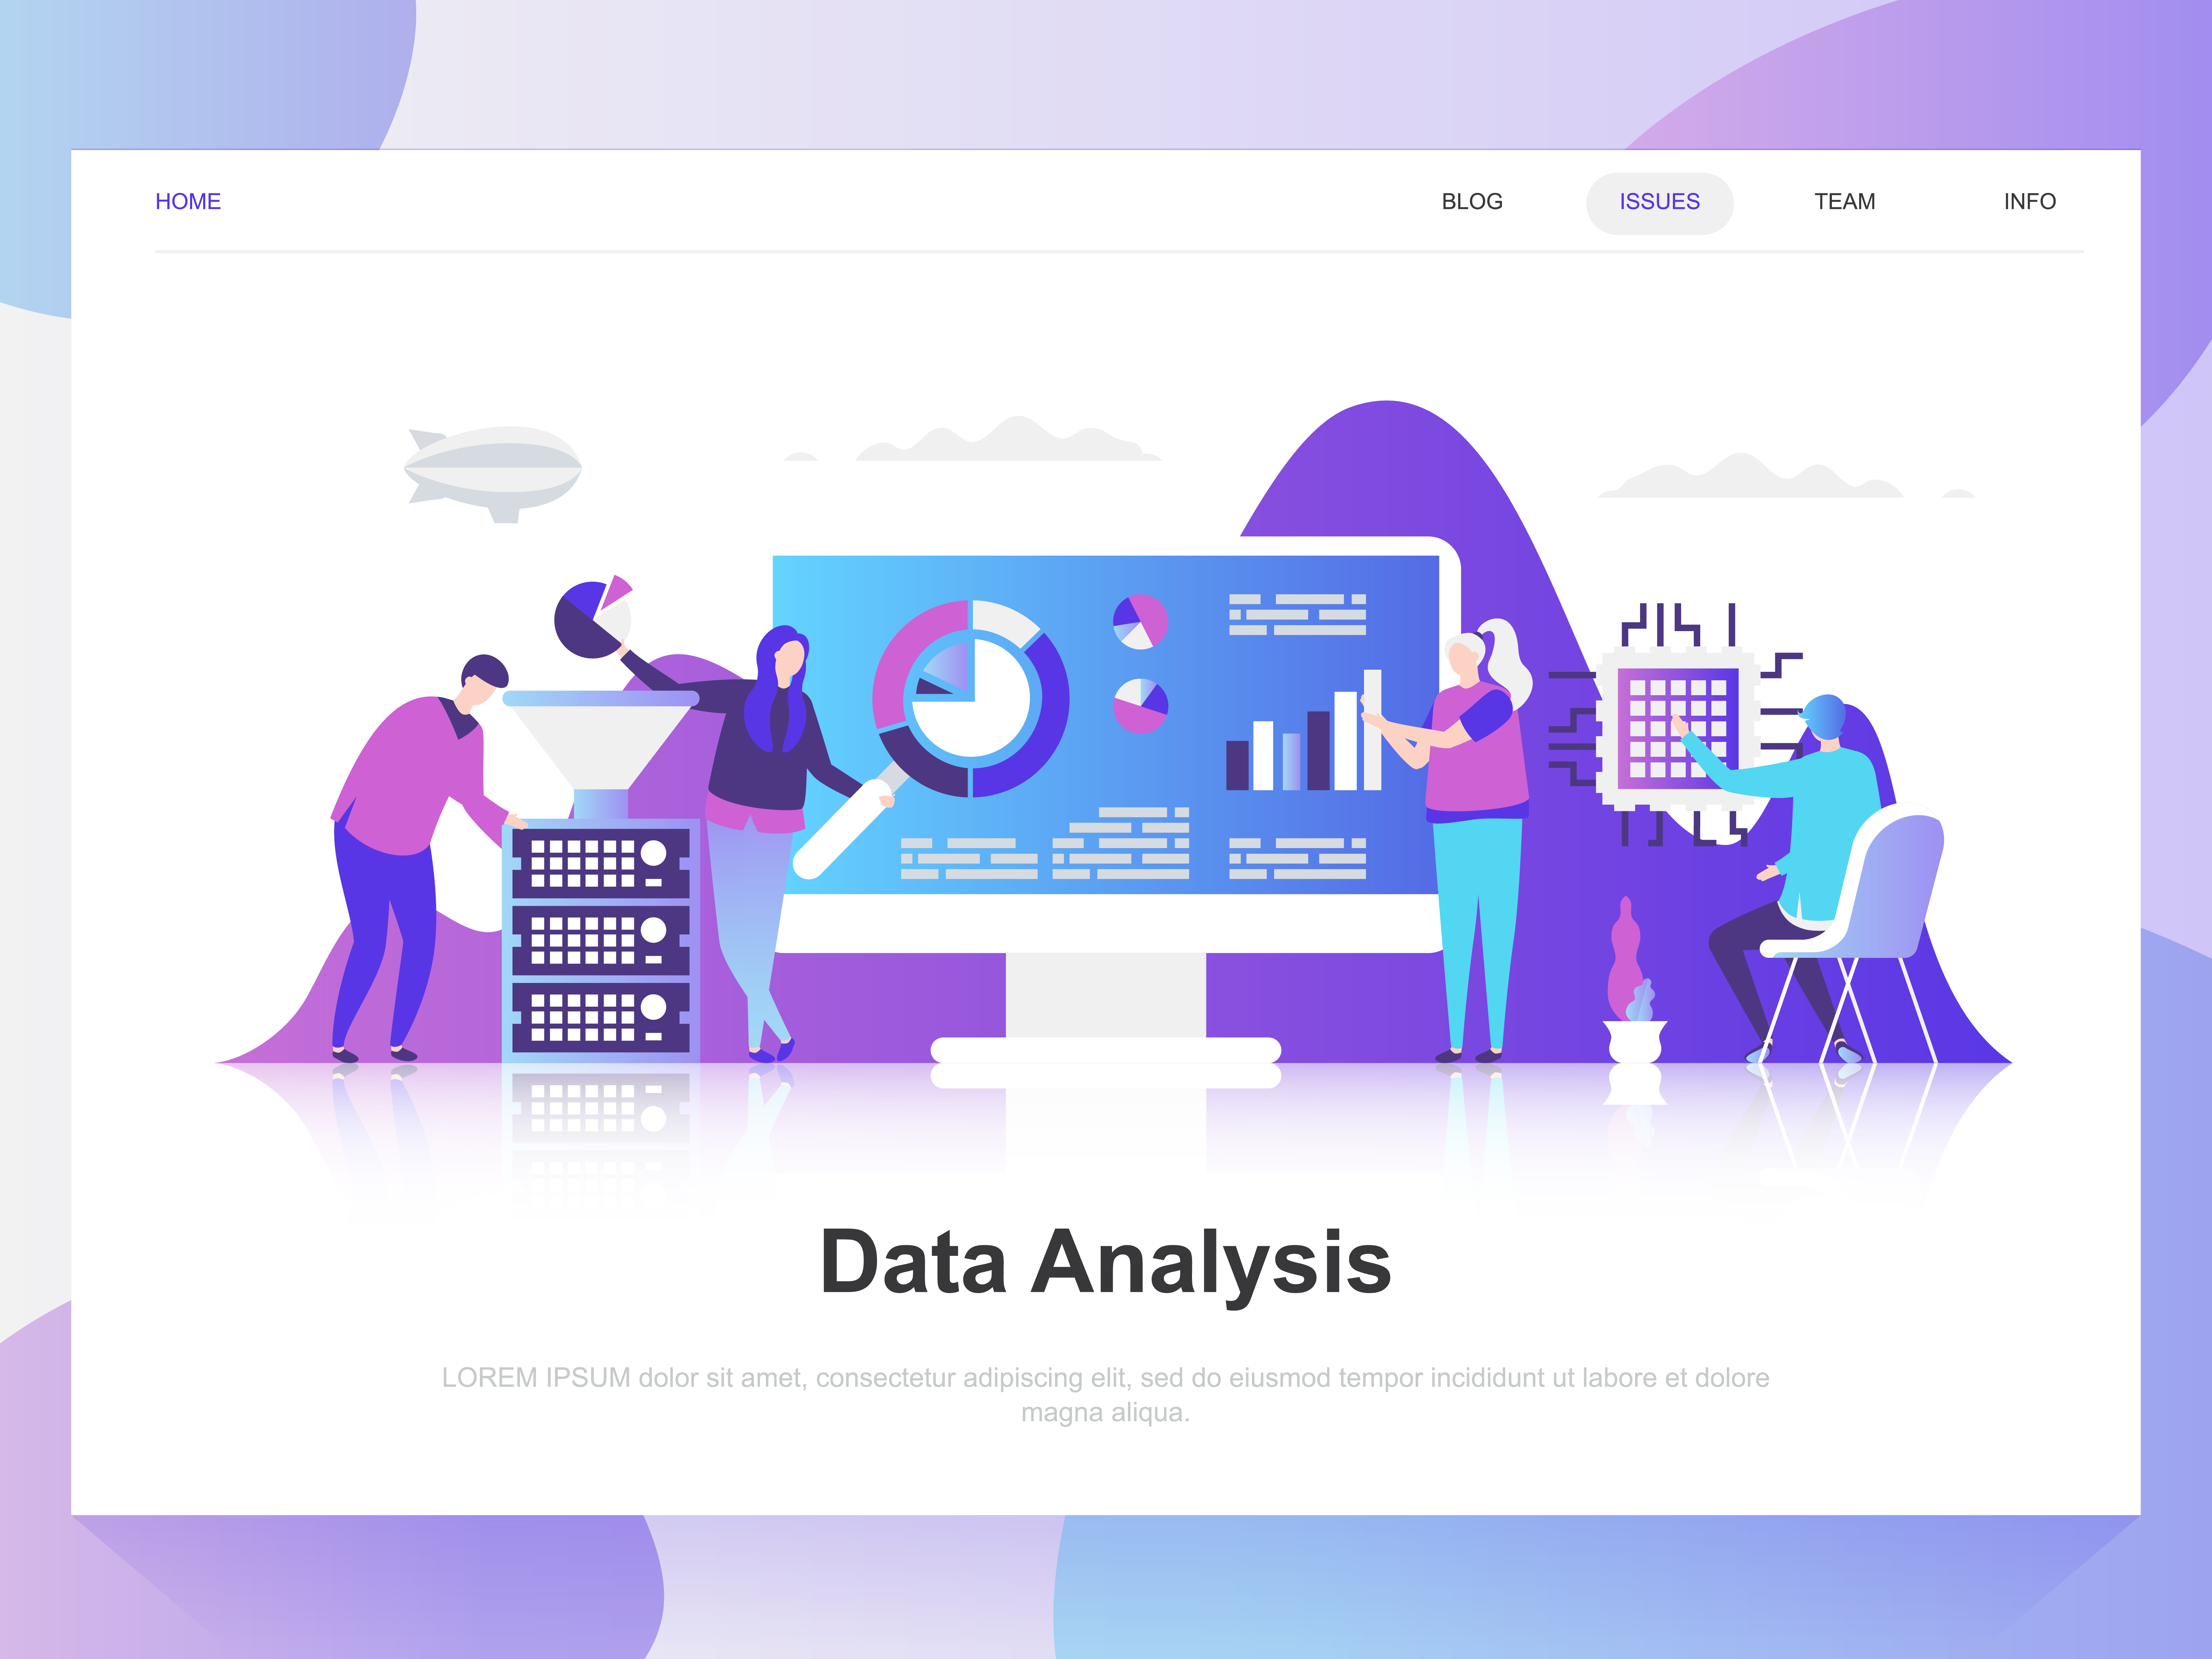 HOME BLOG ISSUES TEAM INFO
Data Analysis
LOREM IPSUM dolor sit amet, consectetur adipiscing elit, sed do eiusmod tempor incididunt ut labore et dolore
magna aliqua.